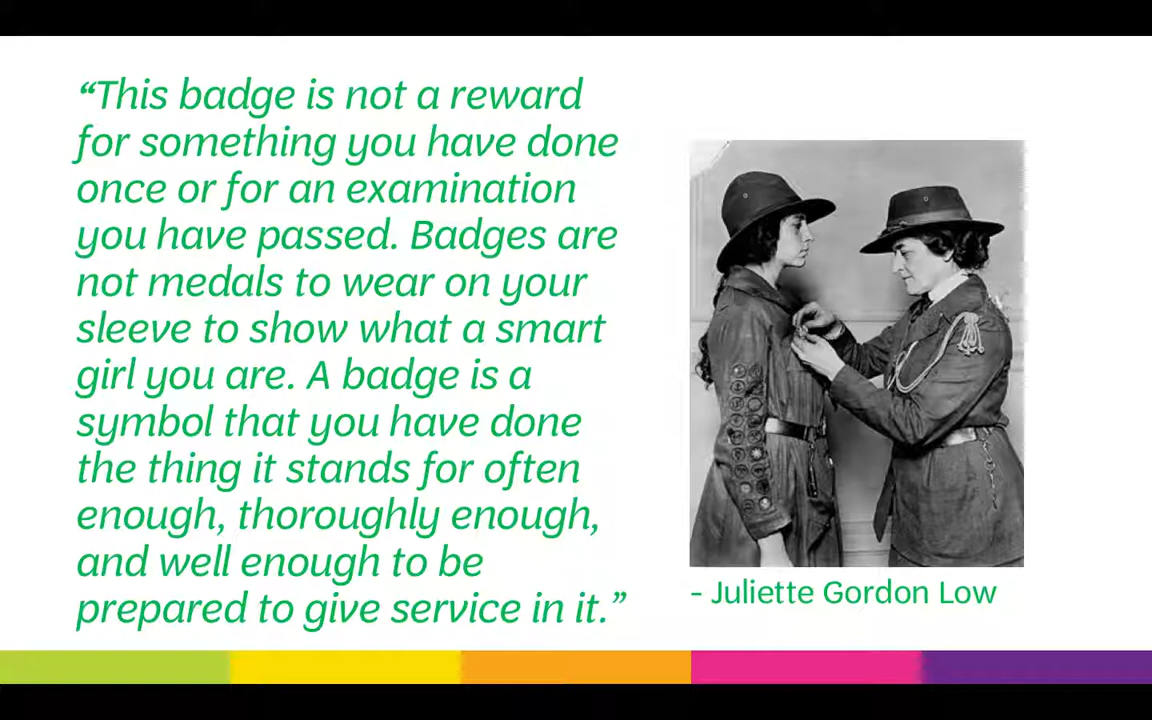 “This badge is not a reward
for something you have done
once or for an examination
you have passed. Badges are
not medals to wear on your
sleeve to show what a smart
girl you are. A badge is a
symbol that you have done
the thing it stands for often
enough, thoroughly enough,
and well enough to be
prepared to give service in it.”
– Juliette Gordon Low